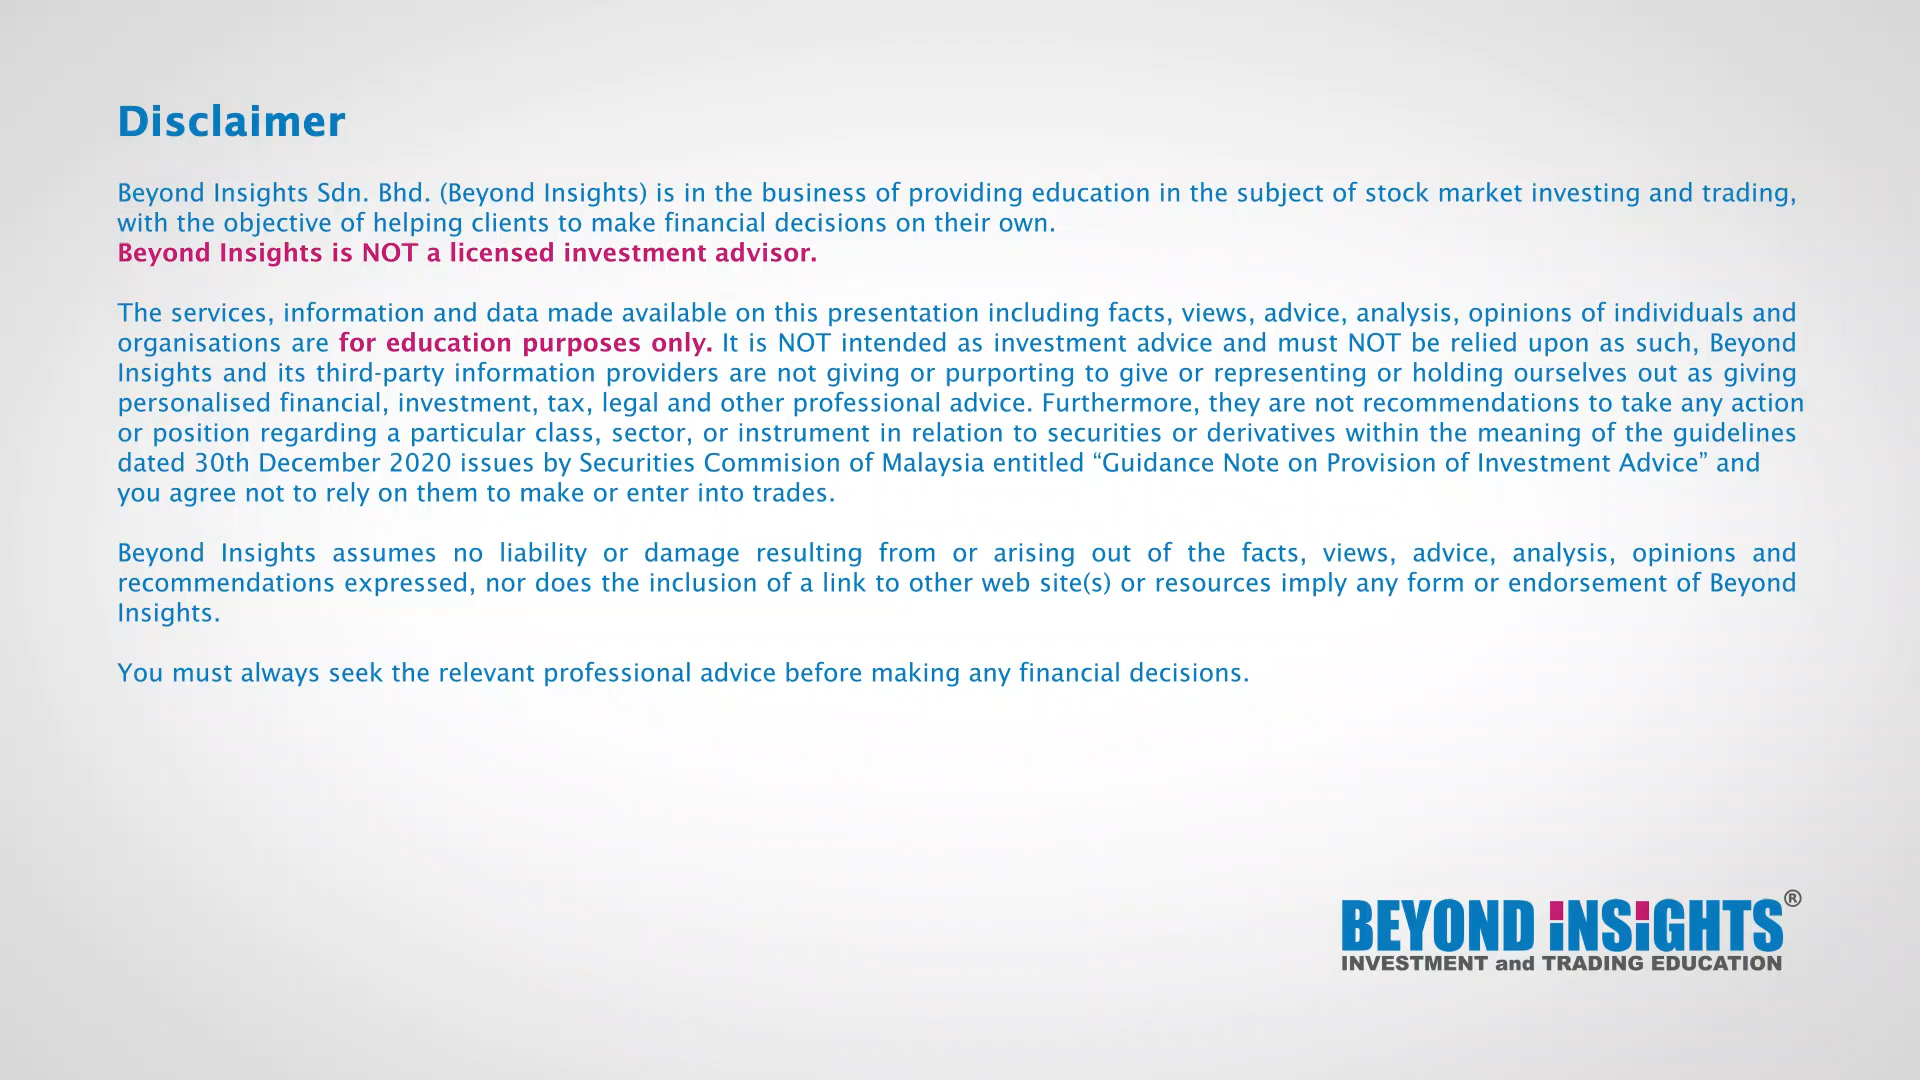 Disclaimer
Beyond Insights Sdn. Bhd. (Beyond Insights) is in the business of providing education in the subject of stock market investing and trading,
with the objective of helping clients to make financial decisions on their own.
Beyond Insights is NOT a licensed investment advisor.
The services, information and data made available on this presentation including facts, views, advice, analysis, opinions of individuals and
organisations are for education purposes only. It is NOT intended as investment advice and must NOT be relied upon as such, Beyond
Insights and its third-party information providers are not giving or purporting to give or representing or holding ourselves out as giving
personalised financial, investment, tax, legal and other professional advice. Furthermore, they are not recommendations to take any action
or position regarding a particular class, sector, or instrument in relation to securities or derivatives within the meaning of the guidelines
dated 30th December 2020 issues by Securities Commision of Malaysia entitled “Guidance Note on Provision of Investment Advice” and
you agree not to rely on them to make or enter into trades.
Beyond Insights assumes no liability or damage resulting from or arising out of the facts, views, advice, analysis, opinions and
recommendations expressed, nor does the inclusion of a link to other web site(s) or resources imply any form or endorsement of Beyond
Insights.
You must always seek the relevant professional advice before making any financial decisions.
BEYOND iNSiGHTS®
INVESTMENT and TRADING EDUCATION